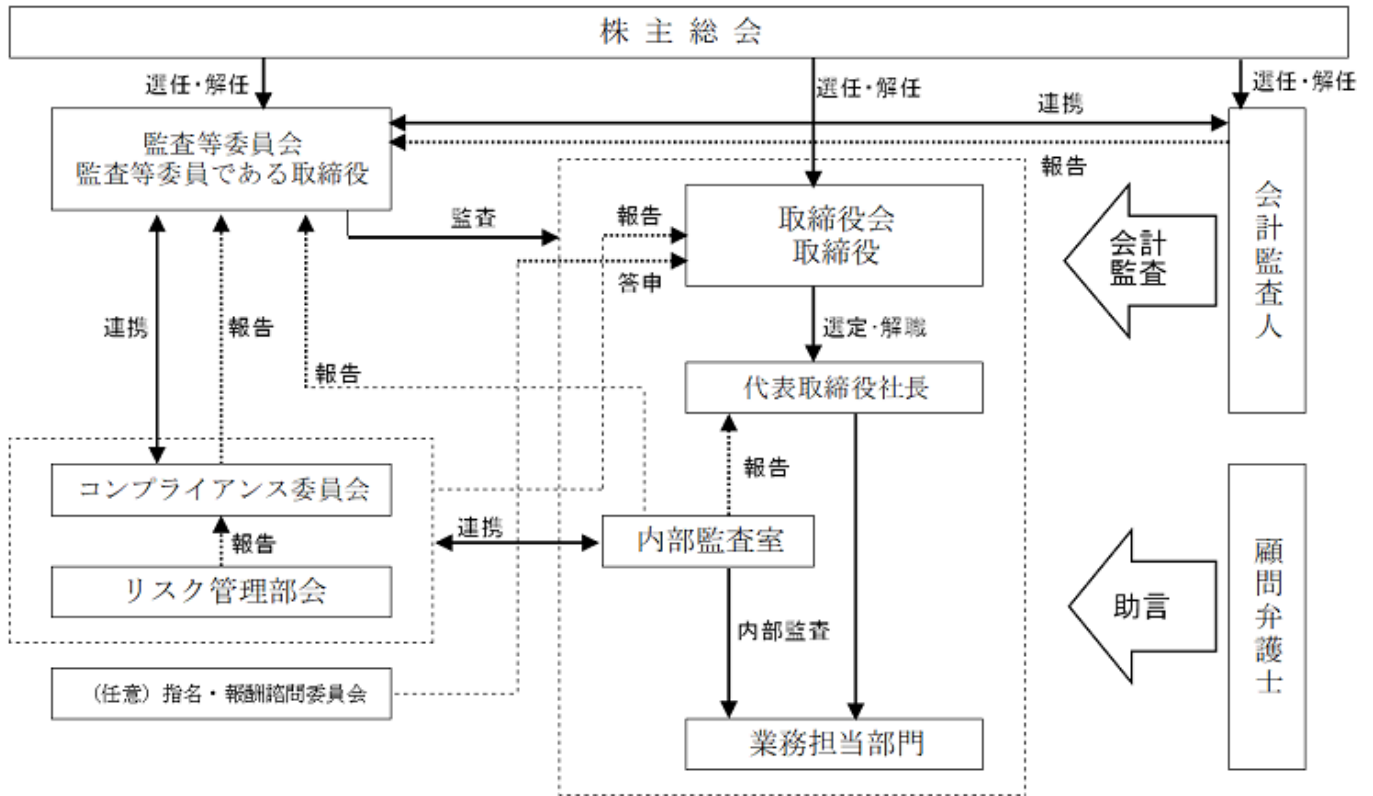 株 主 総 会
選任・解任
選任・解任
選任・解任
連携
監査等委員会
監査等委員である取締役
報告
監査
報告
取締役会
取締役
答申
会計
監査
会計監査人
連携
報告
選定・解職
報告
代表取締役社長
報告
コンプライアンス委員会
連携
内部監査室
報告
リスク管理部会
内部監査
助言
顧問弁護士
（任意）指名・報酬諮問委員会
業務担当部門